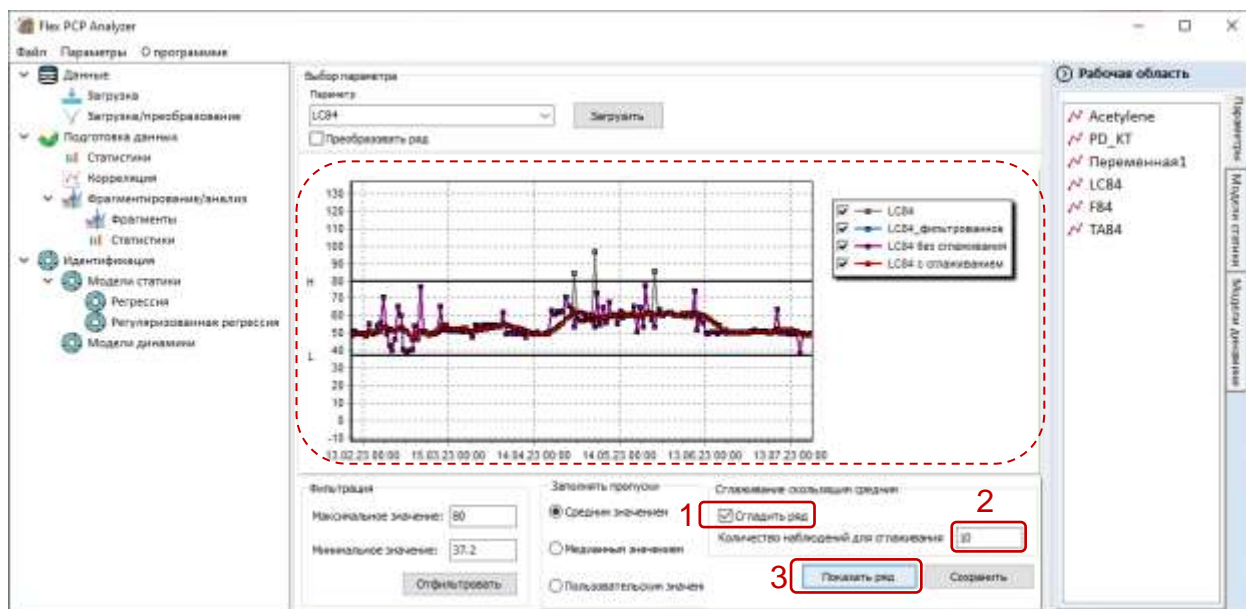 Flex PCP Analyzer
Файл Параметры О программе
Данные
Загрузка
Загрузка/преобразование
Подготовка данных
Статистики
Корреляция
Фрагментирование/анализ
Фрагменты
Статистики
Идентификация
Модели статики
Регрессия
Регуляризованная регрессия
Модели динамики
Выбор параметра
Параметр
LC84
Загрузить
Преобразовать ряд
130
120
110
100
90
H 80
70
60
50
40
L
30
20
10
0
-10
13.02.23 00:00 15.03.23 00:00 14.04.23 00:00 14.05.23 00:00 13.06.23 00:00 13.07.23 00:00
LC84
LC84_фильтрованное
LC84 без сглаживания
LC84 с сглаживанием
Фильтрация
Максимальное значение: 80
Минимальное значение: 37.2
Отфильтровать
Заполнять пропуски
Средним значением
Медианным значением
Пользовательским значен
Сглаживание скользящим средним
1 Сгладить ряд
2
Количество наблюдений для сглаживания 10
3 Показать ряд Сохранить
Рабочая область
Acetylene
PD_KT
Переменная1
LC84
F84
TA84
Параметры
Модели статики
Модели динамики